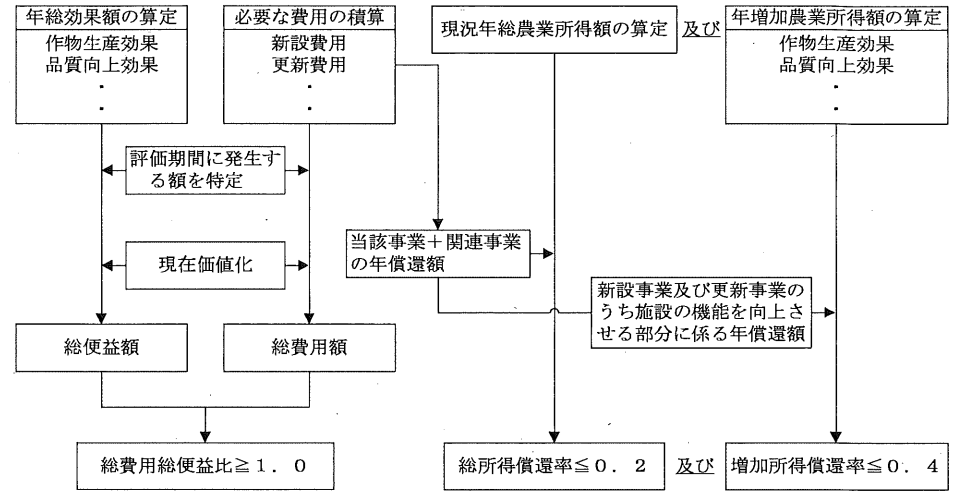 年総効果額の算定
作物生産効果
品質向上効果
・
・
必要な費用の積算
新設費用
更新費用
・
・
現況年総農業所得額の算定
及び
年増加農業所得額の算定
作物生産効果
品質向上効果
・
・
評価期間に発生す
る額を特定
当該事業＋関連事業
の年償還額
現在価値化
新設事業及び更新事業の
うち施設の機能を向上さ
せる部分に係る年償還額
総便益額
総費用額
総費用総便益比≧１．０
総所得償還率≦０．２
及び
増加所得償還率≦０．４